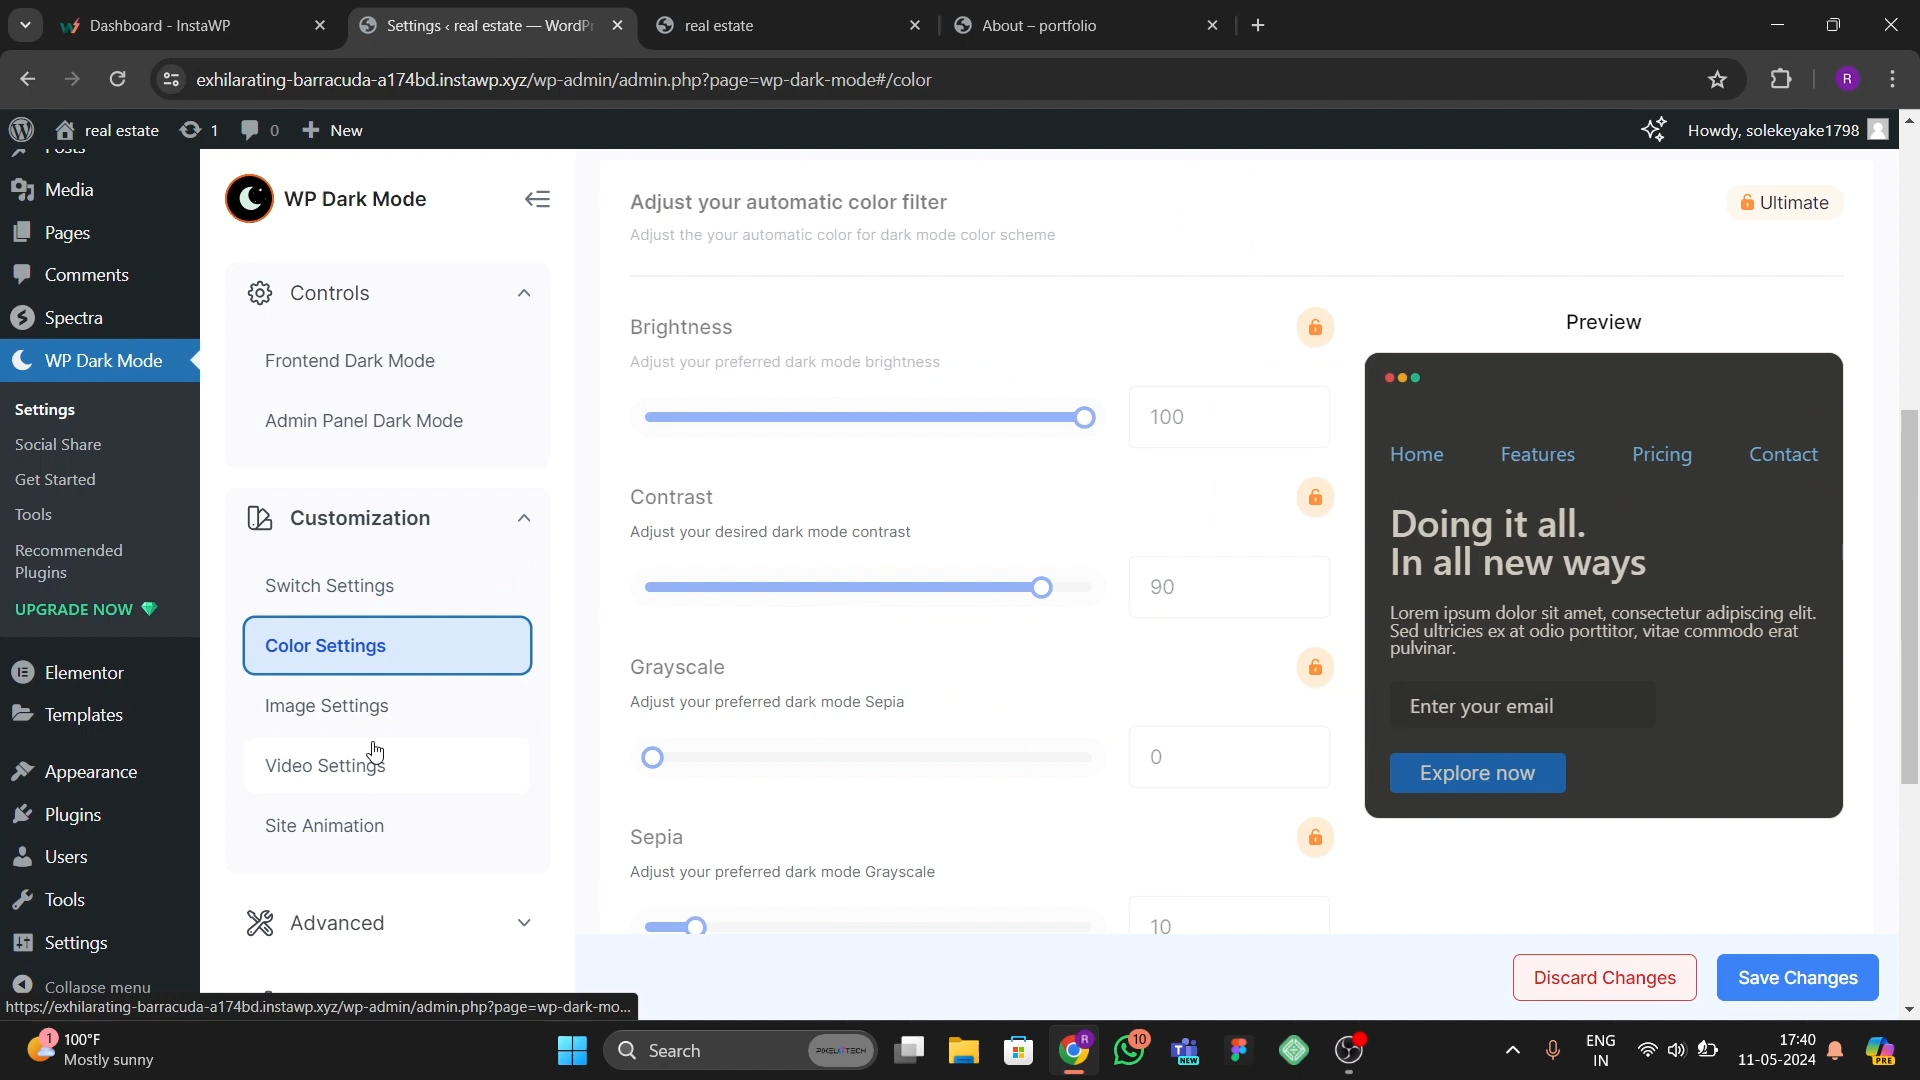 Dashboard - InstaWP
Settings ‹ real estate — WordPr
real estate
About – portfolio
exhilarating-barracuda-a174bd.instawp.xyz/wp-admin/admin.php?page=wp-dark-mode#/color
R
real estate
1
0
New
Howdy, solekeyake1798
Posts
Media
Pages
Comments
Spectra
WP Dark Mode
Settings
Social Share
Get Started
Tools
Recommended
Plugins
UPGRADE NOW
Elementor
Templates
Appearance
Plugins
Users
Tools
Settings
Collapse menu
WP Dark Mode
Controls
Frontend Dark Mode
Admin Panel Dark Mode
Customization
Switch Settings
Color Settings
Image Settings
Video Settings
Site Animation
Advanced
Adjust your automatic color filter
Ultimate
Adjust the your automatic color for dark mode color scheme
Brightness
Adjust your preferred dark mode brightness
100
Contrast
Adjust your desired dark mode contrast
90
Grayscale
Adjust your preferred dark mode Sepia
0
Sepia
Adjust your preferred dark mode Grayscale
10
Preview
Home Features Pricing Contact
Doing it all.
In all new ways
Lorem ipsum dolor sit amet, consectetur adipiscing elit.
Sed ultricies ex at odio porttitor, vitae commodo erat
pulvinar.
Enter your email
Explore now
Discard Changes
Save Changes
https://exhilarating-barracuda-a174bd.instawp.xyz/wp-admin/admin.php?page=wp-dark-mo...
1
100°F
Mostly sunny
Search
PIXEL TECH
R
10
NEW
ENG
IN
17:40
11-05-2024
PRE